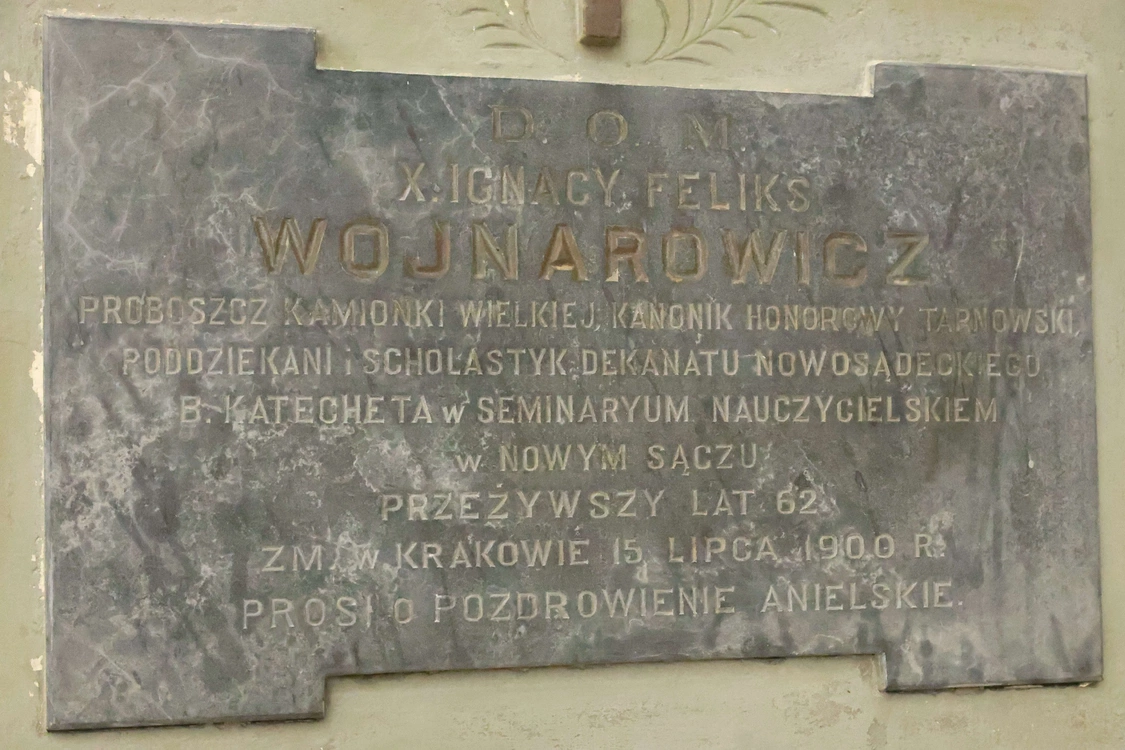 D. O. M
X. IGNACY FELIKS
WOJNAROWICZ
PROBOSZCZ KAMIONKI WIELKIEJ, KANONIK HONOROWY TARNOWSKI,
PODDZIEKANI i SCHOLASTYK DEKANATU NOWOSĄDECKIEGO
B. KATECHETA w SEMINARYUM NAUCZYCIELSKIEM
w NOWYM SĄCZU
PRZEŻYWSZY LAT 62
ZM. w KRAKOWIE 15 LIPCA 1900 R.
PROSI O POZDROWIENIE ANIELSKIE.